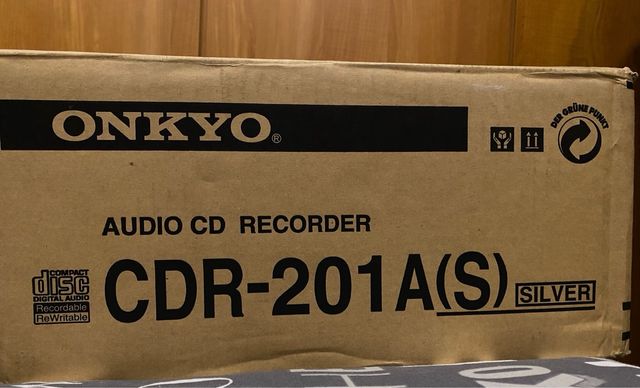 ONKYO®
DER GRÜNE PUNKT
AUDIO CD RECORDER
CDR-201A(S) SILVER
COMPACT
disc
DIGITAL AUDIO
Recordable
ReWritable